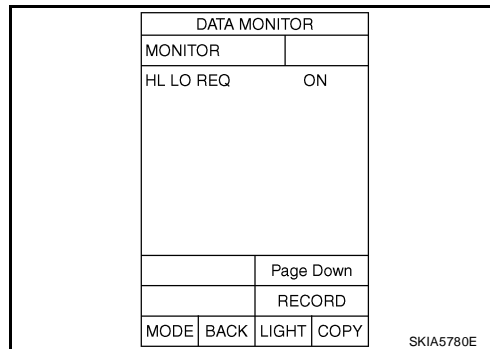 DATA MONITOR
MONITOR
HL LO REQ ON
Page Down
RECORD
MODE BACK LIGHT COPY
SKIA5780E